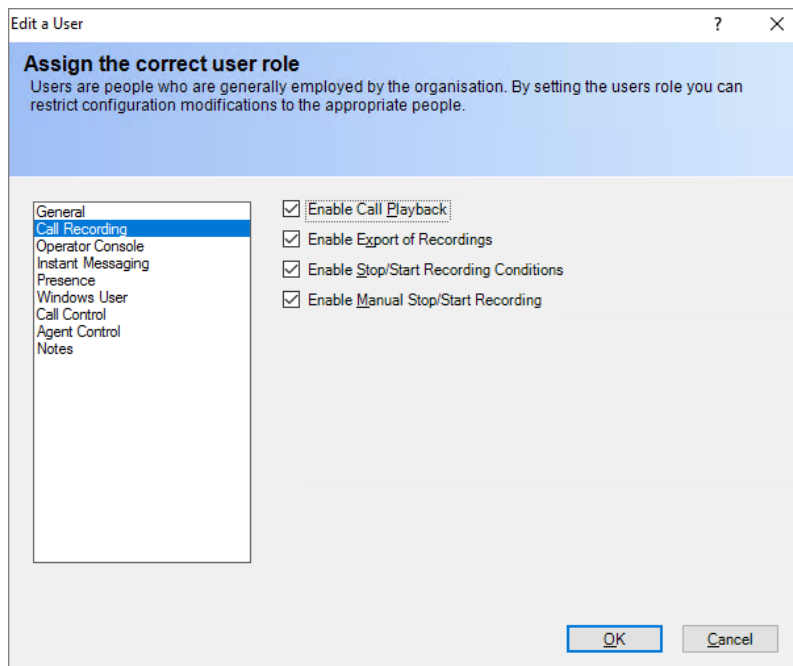 Edit a User
?
Assign the correct user role
Users are people who are generally employed by the organisation. By setting the users role you can
restrict configuration modifications to the appropriate people.
General
Call Recording
Operator Console
Instant Messaging
Presence
Windows User
Call Control
Agent Control
Notes
Enable Call Playback
Enable Export of Recordings
Enable Stop/Start Recording Conditions
Enable Manual Stop/Start Recording
OK
Cancel